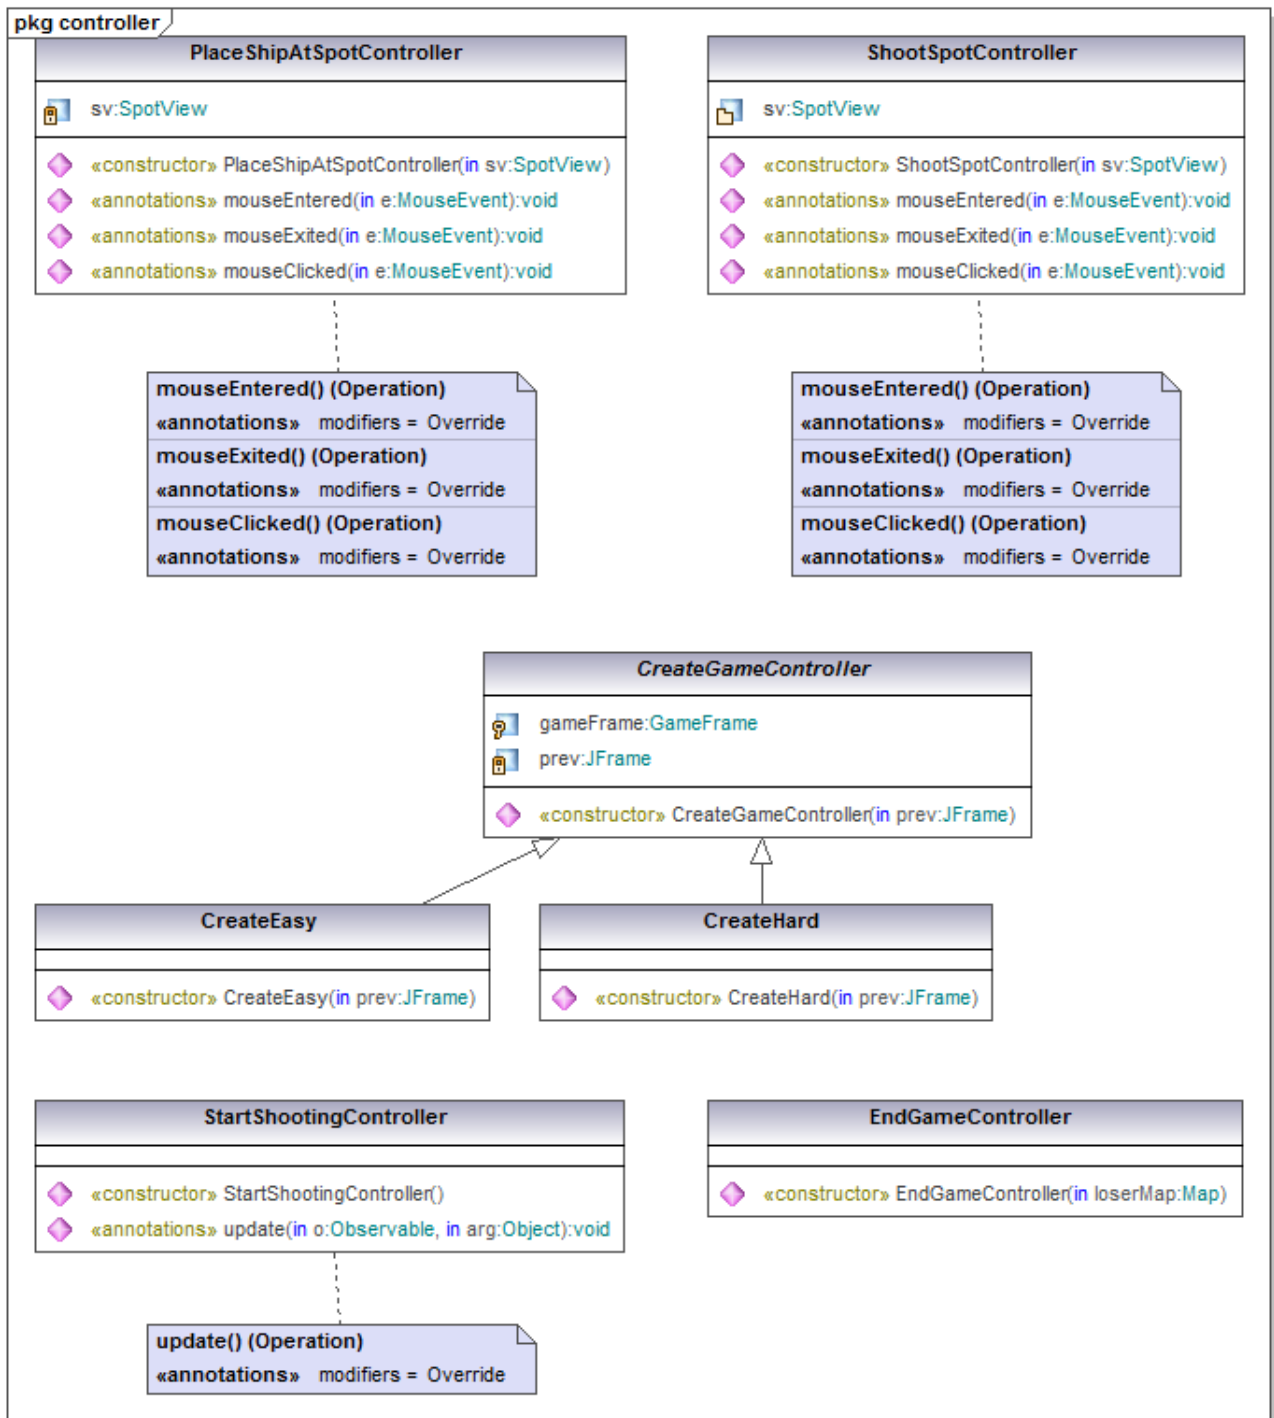 pkg controller
PlaceShipAtSpotController
sv:SpotView
«constructor» PlaceShipAtSpotController(in sv:SpotView)
«annotations» mouseEntered(in e:MouseEvent):void
«annotations» mouseExited(in e:MouseEvent):void
«annotations» mouseClicked(in e:MouseEvent):void
mouseEntered() (Operation)
«annotations» modifiers = Override
mouseExited() (Operation)
«annotations» modifiers = Override
mouseClicked() (Operation)
«annotations» modifiers = Override
ShootSpotController
sv:SpotView
«constructor» ShootSpotController(in sv:SpotView)
«annotations» mouseEntered(in e:MouseEvent):void
«annotations» mouseExited(in e:MouseEvent):void
«annotations» mouseClicked(in e:MouseEvent):void
mouseEntered() (Operation)
«annotations» modifiers = Override
mouseExited() (Operation)
«annotations» modifiers = Override
mouseClicked() (Operation)
«annotations» modifiers = Override
CreateGameController
gameFrame:GameFrame
prev:JFrame
«constructor» CreateGameController(in prev:JFrame)
CreateEasy
«constructor» CreateEasy(in prev:JFrame)
CreateHard
«constructor» CreateHard(in prev:JFrame)
StartShootingController
«constructor» StartShootingController()
«annotations» update(in o:Observable, in arg:Object):void
update() (Operation)
«annotations» modifiers = Override
EndGameController
«constructor» EndGameController(in loserMap:Map)